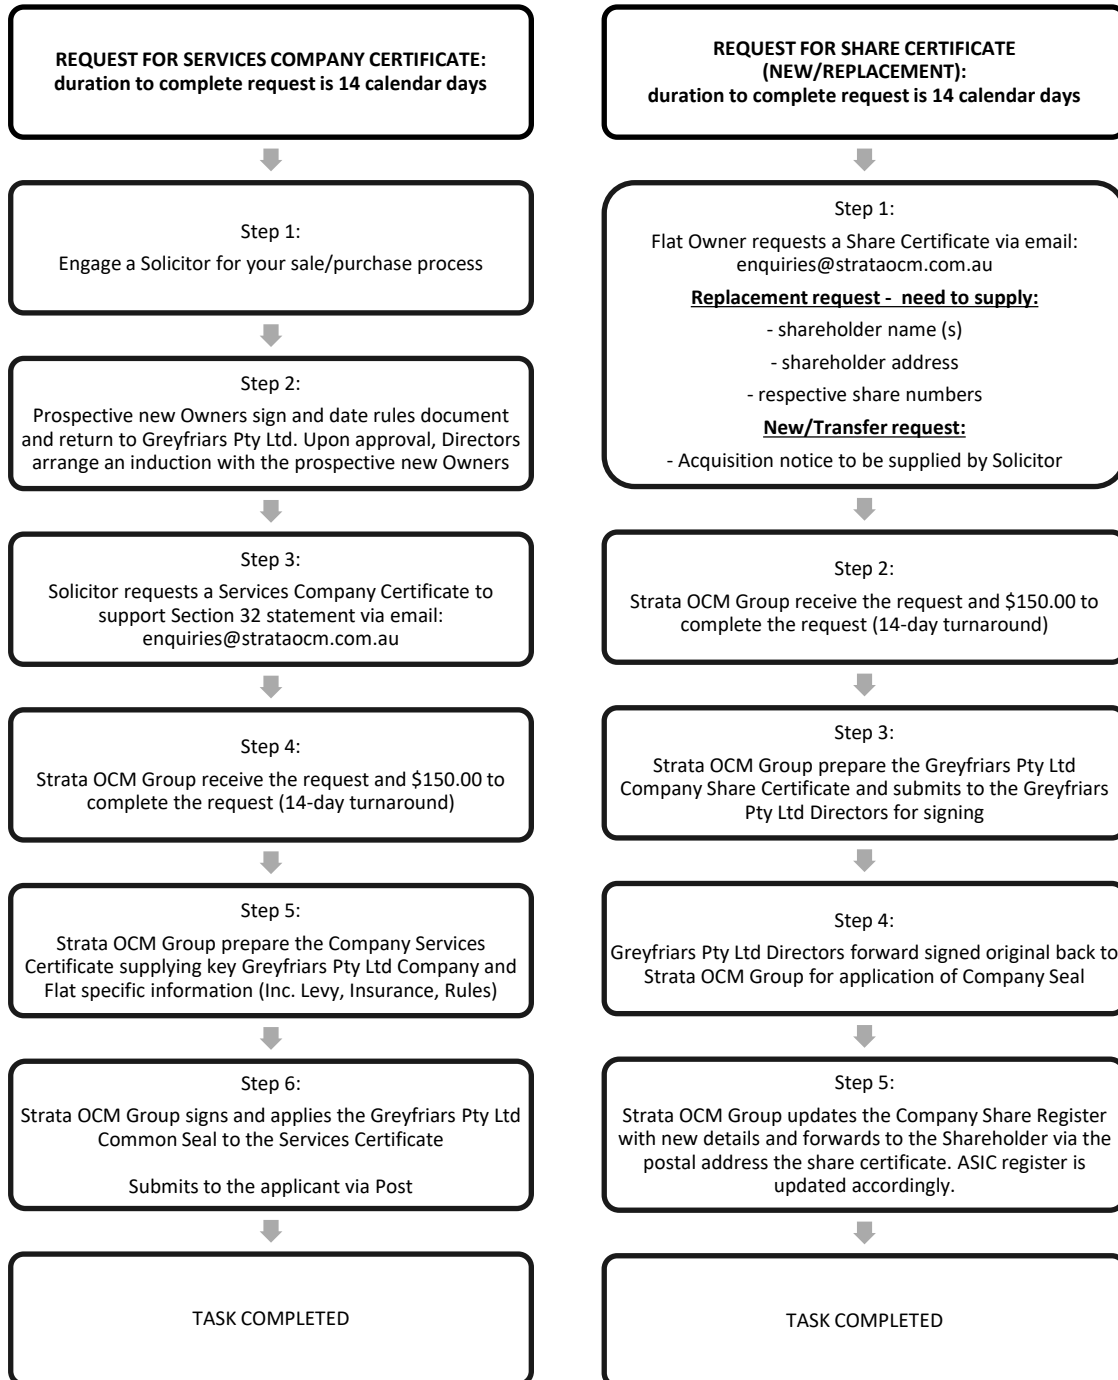 REQUEST FOR SERVICES COMPANY CERTIFICATE:
duration to complete request is 14 calendar days
Step 1:
Engage a Solicitor for your sale/purchase process
Step 2:
Prospective new Owners sign and date rules document
and return to Greyfriars Pty Ltd. Upon approval, Directors
arrange an induction with the prospective new Owners
Step 3:
Solicitor requests a Services Company Certificate to
support Section 32 statement via email:
enquiries@strataocm.com.au
Step 4:
Strata OCM Group receive the request and $150.00 to
complete the request (14-day turnaround)
Step 5:
Strata OCM Group prepare the Company Services
Certificate supplying key Greyfriars Pty Ltd Company and
Flat specific information (Inc. Levy, Insurance, Rules)
Step 6:
Strata OCM Group signs and applies the Greyfriars Pty Ltd
Common Seal to the Services Certificate
Submits to the applicant via Post
TASK COMPLETED
REQUEST FOR SHARE CERTIFICATE
(NEW/REPLACEMENT):
duration to complete request is 14 calendar days
Step 1:
Flat Owner requests a Share Certificate via email:
enquiries@strataocm.com.au
Replacement request - need to supply:
- shareholder name (s)
- shareholder address
- respective share numbers
New/Transfer request:
- Acquisition notice to be supplied by Solicitor
Step 2:
Strata OCM Group receive the request and $150.00 to
complete the request (14-day turnaround)
Step 3:
Strata OCM Group prepare the Greyfriars Pty Ltd
Company Share Certificate and submits to the Greyfriars
Pty Ltd Directors for signing
Step 4:
Greyfriars Pty Ltd Directors forward signed original back to
Strata OCM Group for application of Company Seal
Step 5:
Strata OCM Group updates the Company Share Register
with new details and forwards to the Shareholder via the
postal address the share certificate. ASIC register is
updated accordingly.
TASK COMPLETED